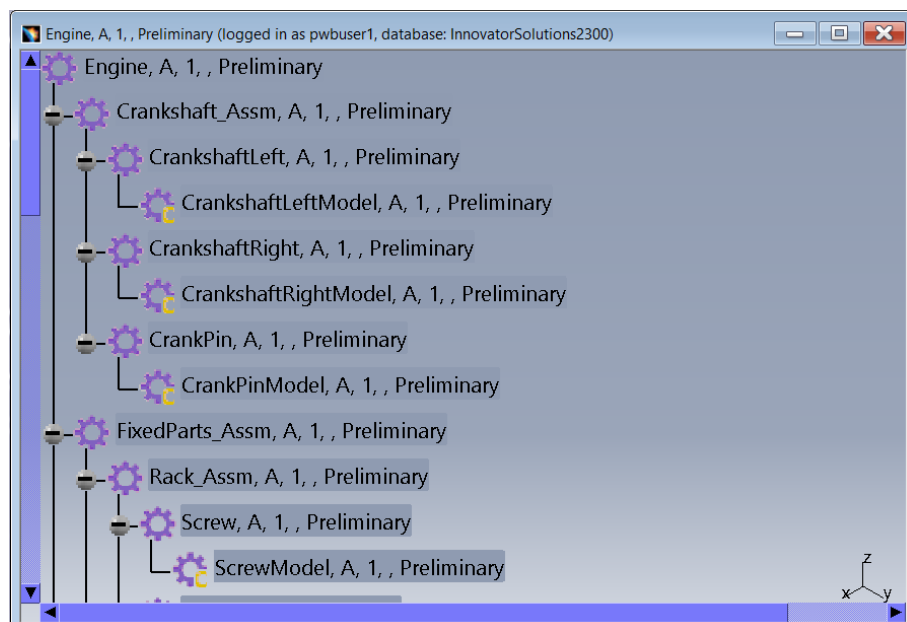 Engine, A, 1, , Preliminary (logged in as pwbuser1, database: InnovatorSolutions2300)
Engine, A, 1, , Preliminary
Crankshaft_Assm, A, 1, , Preliminary
CrankshaftLeft, A, 1, , Preliminary
CrankshaftLeftModel, A, 1, , Preliminary
CrankshaftRight, A, 1, , Preliminary
CrankshaftRightModel, A, 1, , Preliminary
CrankPin, A, 1, , Preliminary
CrankPinModel, A, 1, , Preliminary
FixedParts_Assm, A, 1, , Preliminary
Rack_Assm, A, 1, , Preliminary
Screw, A, 1, , Preliminary
ScrewModel, A, 1, , Preliminary
z
x y